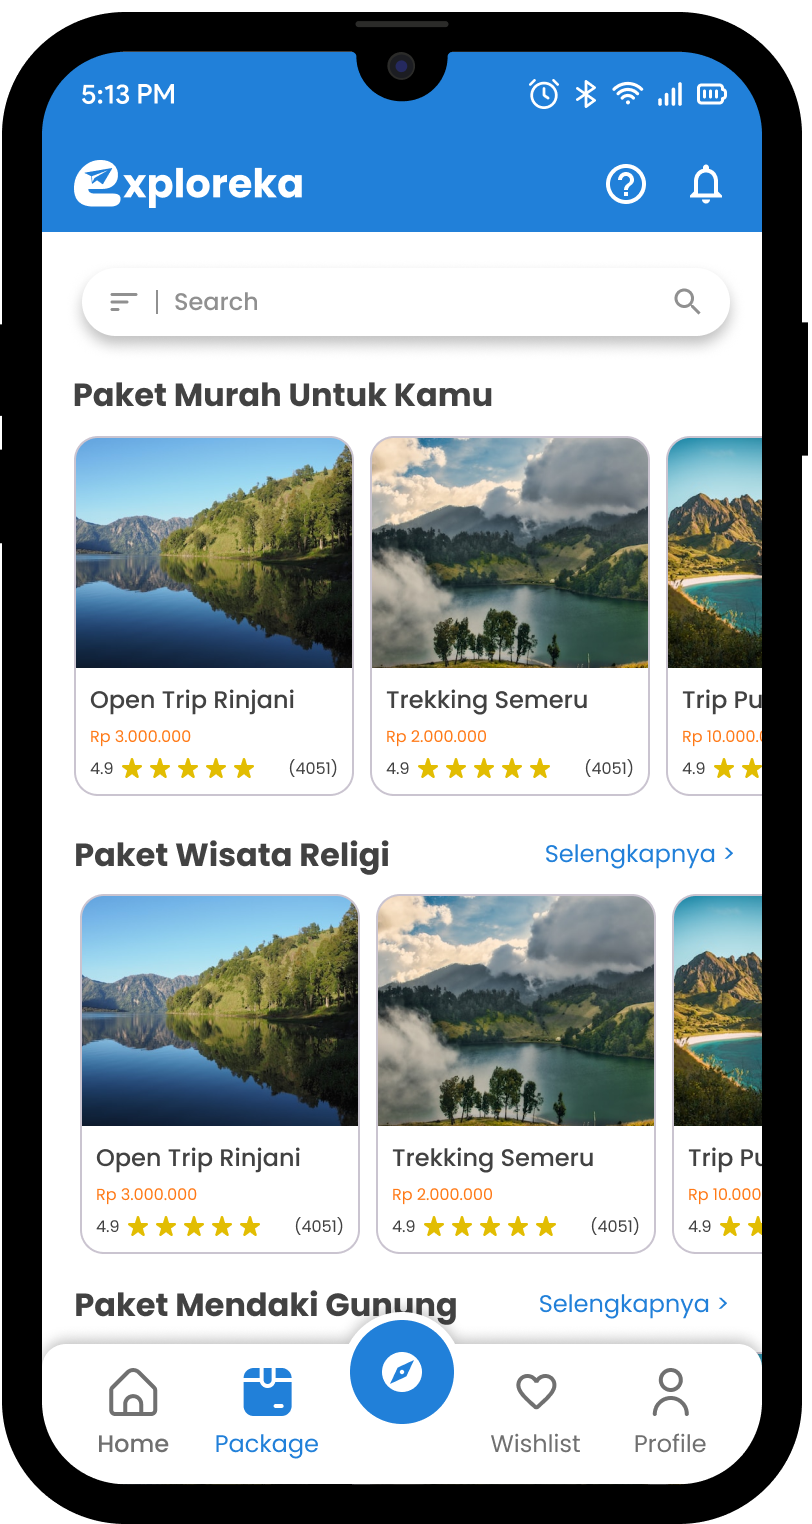 5:13 PM
exploreka
Search
Paket Murah Untuk Kamu
Open Trip Rinjani
Rp 3.000.000
4.9 (4051)
Trekking Semeru
Rp 2.000.000
4.9 (4051)
Trip Pu
Rp 10.000.0
4.9
Paket Wisata Religi
Selengkapnya >
Open Trip Rinjani
Rp 3.000.000
4.9 (4051)
Trekking Semeru
Rp 2.000.000
4.9 (4051)
Trip Pu
Rp 10.000
4.9
Paket Mendaki Gunung
Selengkapnya >
Home
Package
Wishlist
Profile